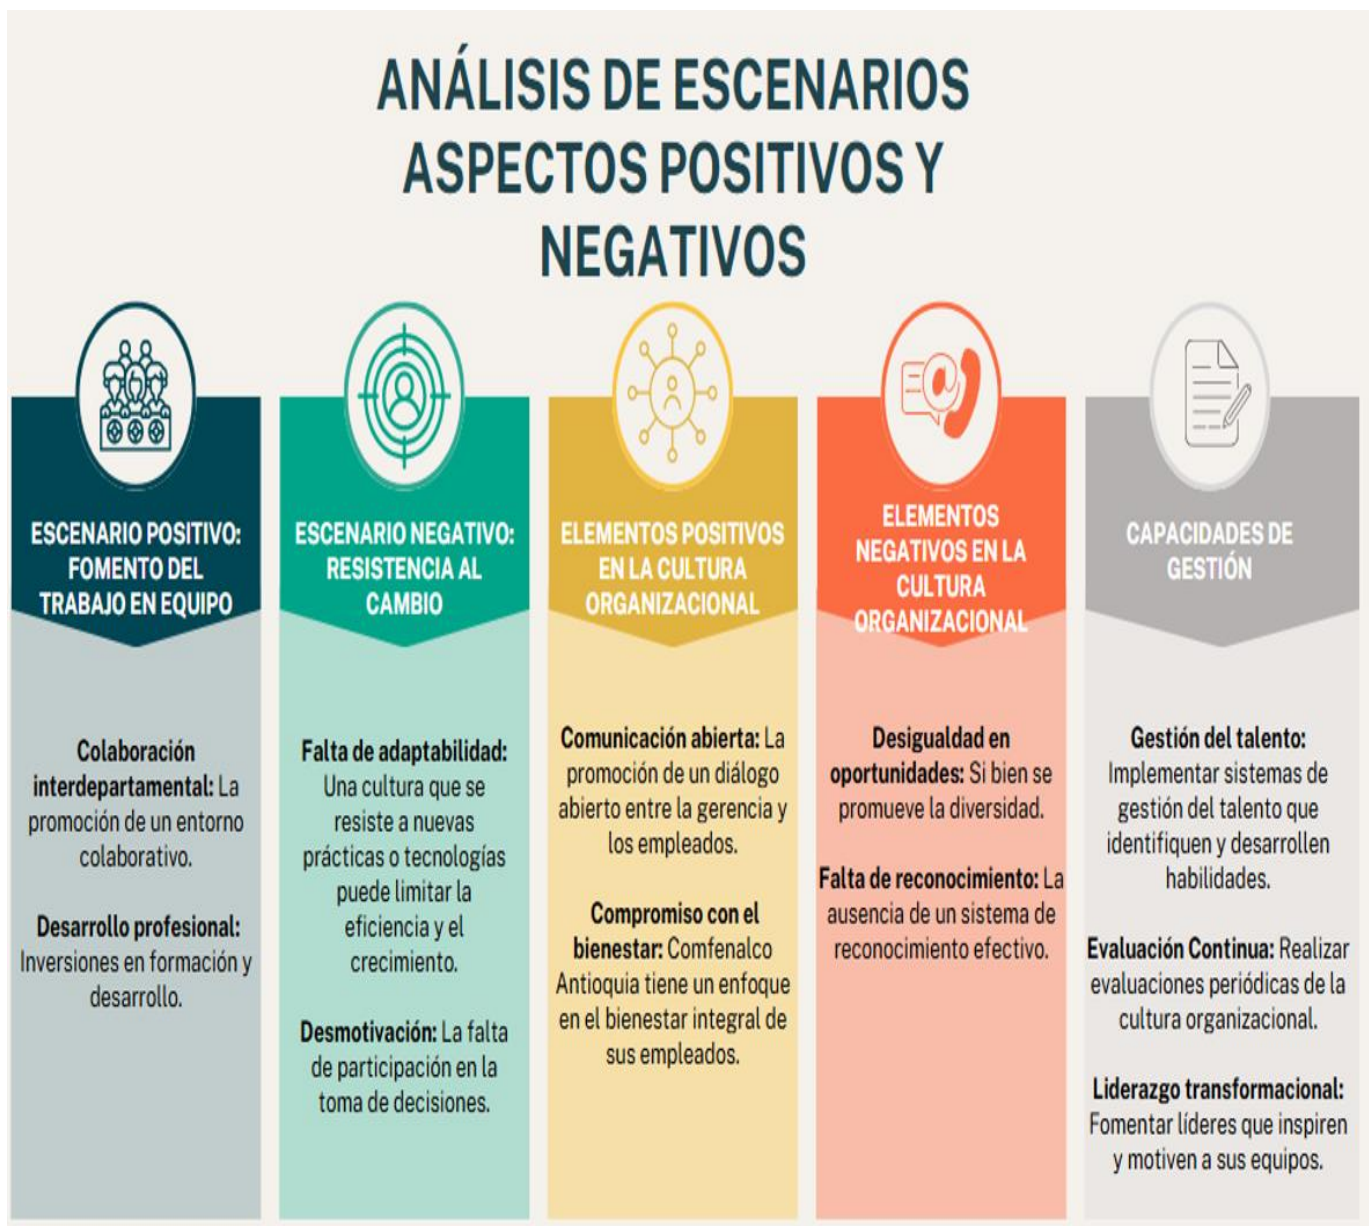 ANÁLISIS DE ESCENARIOS
ASPECTOS POSITIVOS Y
NEGATIVOS
ESCENARIO POSITIVO:
FOMENTO DEL
TRABAJO EN EQUIPO
Colaboración
interdepartamental: La
promoción de un entorno
colaborativo.
Desarrollo profesional:
Inversiones en formación y
desarrollo.
ESCENARIO NEGATIVO:
RESISTENCIA AL
CAMBIO
Falta de adaptabilidad:
Una cultura que se
resiste a nuevas
prácticas o tecnologías
puede limitar la
eficiencia y el
crecimiento.
Desmotivación: La falta
de participación en la
toma de decisiones.
ELEMENTOS POSITIVOS
EN LA CULTURA
ORGANIZACIONAL
Comunicación abierta: La
promoción de un diálogo
abierto entre la gerencia y
los empleados.
Compromiso con el
bienestar: Comfenalco
Antioquia tiene un enfoque
en el bienestar integral de
sus empleados.
ELEMENTOS
NEGATIVOS EN LA
CULTURA
ORGANIZACIONAL
Desigualdad en
oportunidades: Si bien se
promueve la diversidad.
Falta de reconocimiento: La
ausencia de un sistema de
reconocimiento efectivo.
CAPACIDADES DE
GESTIÓN
Gestión del talento:
Implementar sistemas de
gestión del talento que
identifiquen y desarrollen
habilidades.
Evaluación Continua: Realizar
evaluaciones periódicas de la
cultura organizacional.
Liderazgo transformacional:
Fomentar líderes que inspiren
y motiven a sus equipos.